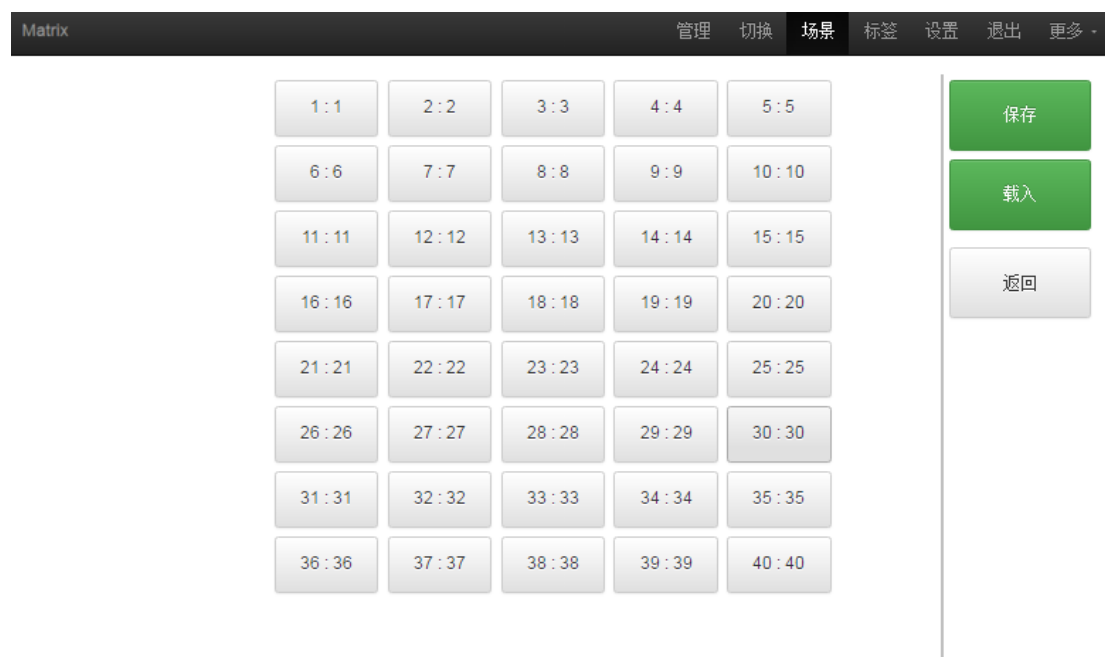 Matrix 管理 切换 场景 标签 设置 退出 更多
1 : 1 2 : 2 3 : 3 4 : 4 5 : 5
保存
6 : 6 7 : 7 8 : 8 9 : 9 10 : 10
载入
11 : 11 12 : 12 13 : 13 14 : 14 15 : 15
返回
16 : 16 17 : 17 18 : 18 19 : 19 20 : 20
21 : 21 22 : 22 23 : 23 24 : 24 25 : 25
26 : 26 27 : 27 28 : 28 29 : 29 30 : 30
31 : 31 32 : 32 33 : 33 34 : 34 35 : 35
36 : 36 37 : 37 38 : 38 39 : 39 40 : 40